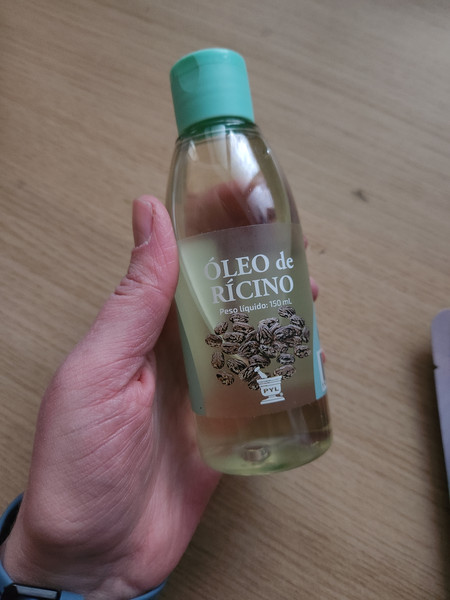 ÓLEO de
RÍCINO
Peso líquido: 150 mL
PYL